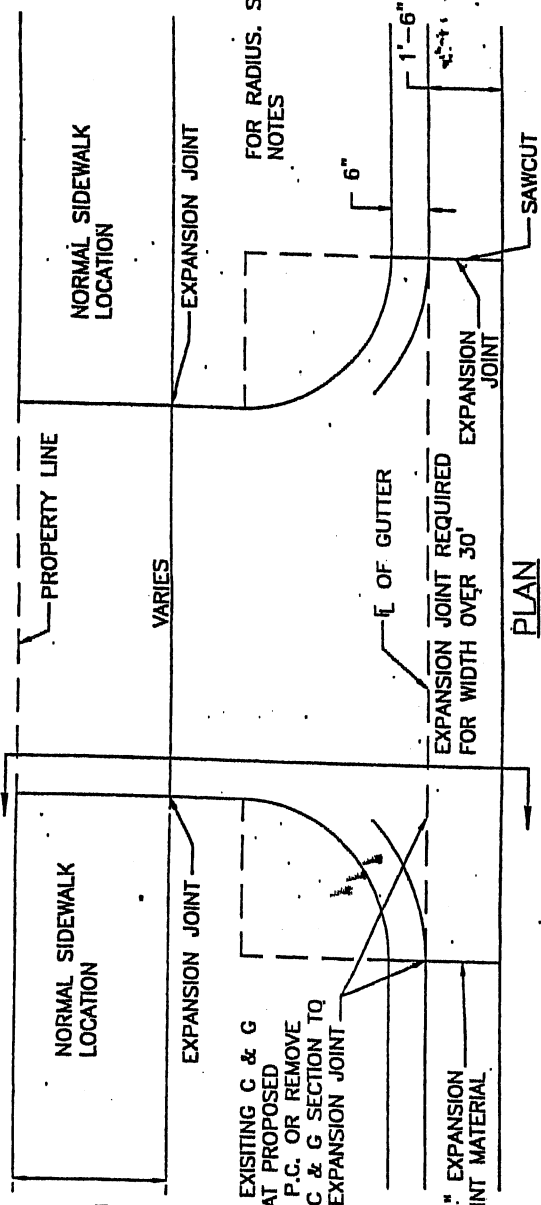 NORMAL SIDEWALK
LOCATION
EXPANSION JOINT
EXISITING C & G
AT PROPOSED
P.C. OR REMOVE
C & G SECTION TO
EXPANSION JOINT
" EXPANSION
NT MATERIAL
PROPERTY LINE
VARIES
℄ OF GUTTER
EXPANSION JOINT REQUIRED
FOR WIDTH OVER 30'
PLAN
NORMAL SIDEWALK
LOCATION
EXPANSION JOINT
FOR RADIUS. S
NOTES
6"
1'-6"
EXPANSION
JOINT
SAWCUT